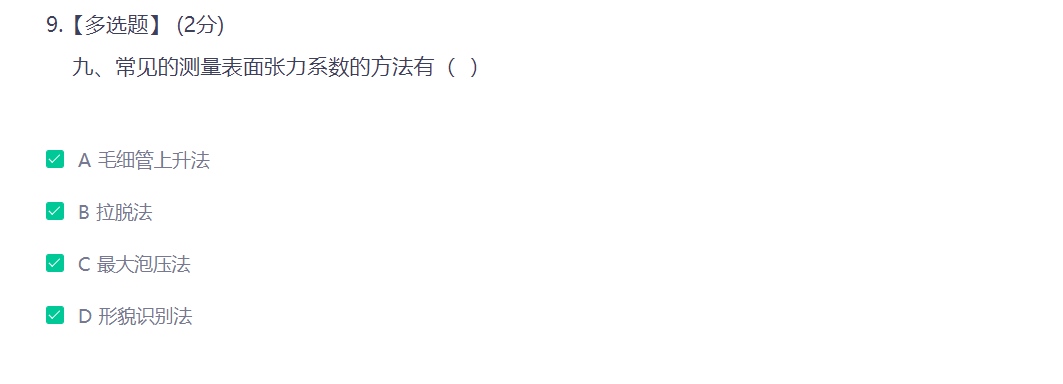 9.【多选题】 (2分)
九、常见的测量表面张力系数的方法有（ ）
A 毛细管上升法
B 拉脱法
C 最大泡压法
D 形貌识别法